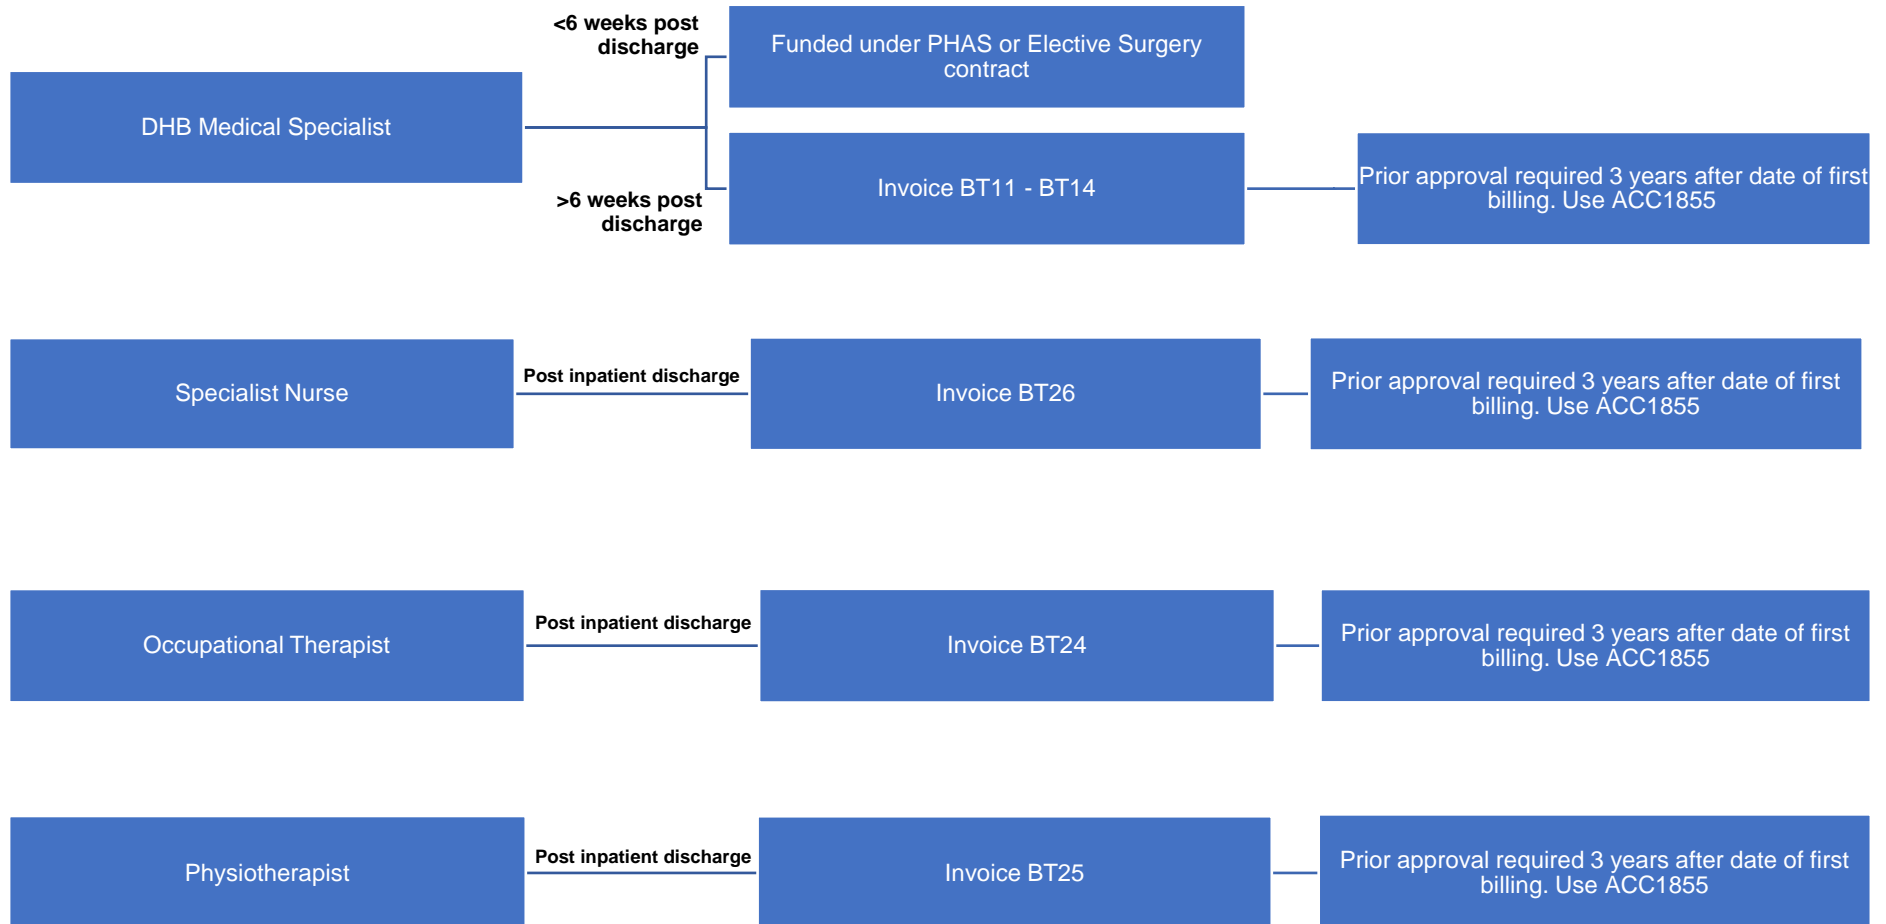 <6 weeks post
discharge
Funded under PHAS or Elective Surgery
contract
DHB Medical Specialist
>6 weeks post
discharge
Invoice BT11 - BT14
Prior approval required 3 years after date of first
billing. Use ACC1855
Specialist Nurse
Post inpatient discharge
Invoice BT26
Prior approval required 3 years after date of first
billing. Use ACC1855
Occupational Therapist
Post inpatient discharge
Invoice BT24
Prior approval required 3 years after date of first
billing. Use ACC1855
Physiotherapist
Post inpatient discharge
Invoice BT25
Prior approval required 3 years after date of first
billing. Use ACC1855